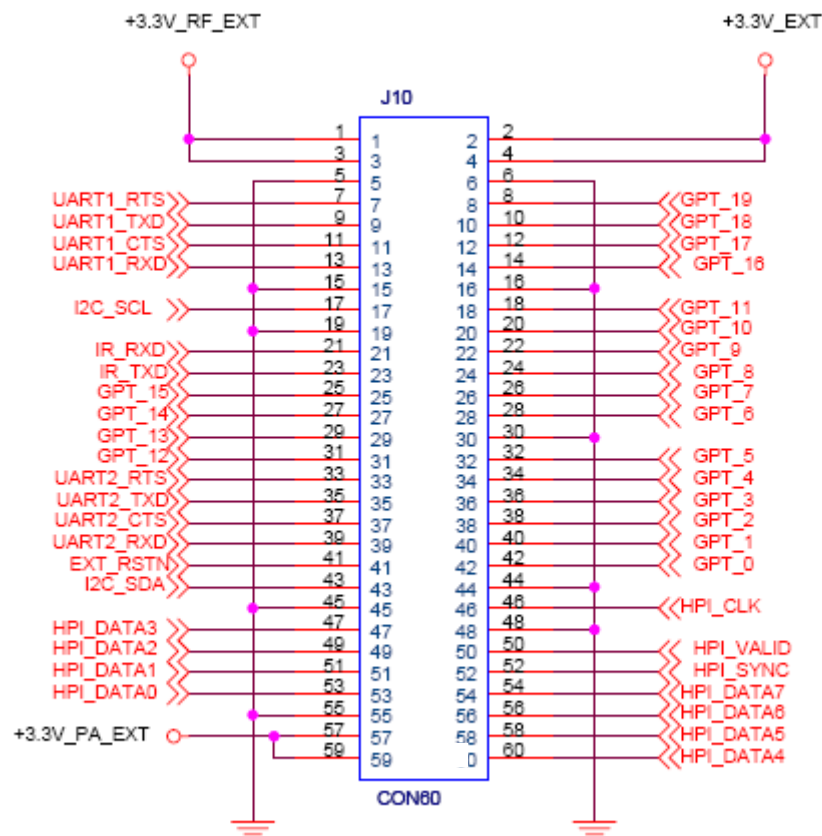 +3.3V_RF_EXT +3.3V_EXT
J10
1 1 2 2
3 3 4 4
5 5 6 6
UART1_RTS 7 7 8 8 GPT_19
UART1_TXD 9 9 10 10 GPT_18
UART1_CTS 11 11 12 12 GPT_17
UART1_RXD 13 13 14 14 GPT_16
15 15 16 16
I2C_SCL 17 17 18 18 GPT_11
19 19 20 20 GPT_10
IR_RXD 21 21 22 22 GPT_9
IR_TXD 23 23 24 24 GPT_8
GPT_15 25 25 26 26 GPT_7
GPT_14 27 27 28 28 GPT_6
GPT_13 29 29 30 30
GPT_12 31 31 32 32 GPT_5
UART2_RTS 33 33 34 34 GPT_4
UART2_TXD 35 35 36 36 GPT_3
UART2_CTS 37 37 38 38 GPT_2
UART2_RXD 39 39 40 40 GPT_1
EXT_RSTN 41 41 42 42 GPT_0
I2C_SDA 43 43 44 44
45 45 46 46 HPI_CLK
HPI_DATA3 47 47 48 48
HPI_DATA2 49 49 50 50 HPI_VALID
HPI_DATA1 51 51 52 52 HPI_SYNC
HPI_DATA0 53 53 54 54 HPI_DATA7
55 55 56 56 HPI_DATA6
+3.3V_PA_EXT 57 57 58 58 HPI_DATA5
59 59 60 HPI_DATA4
CON60